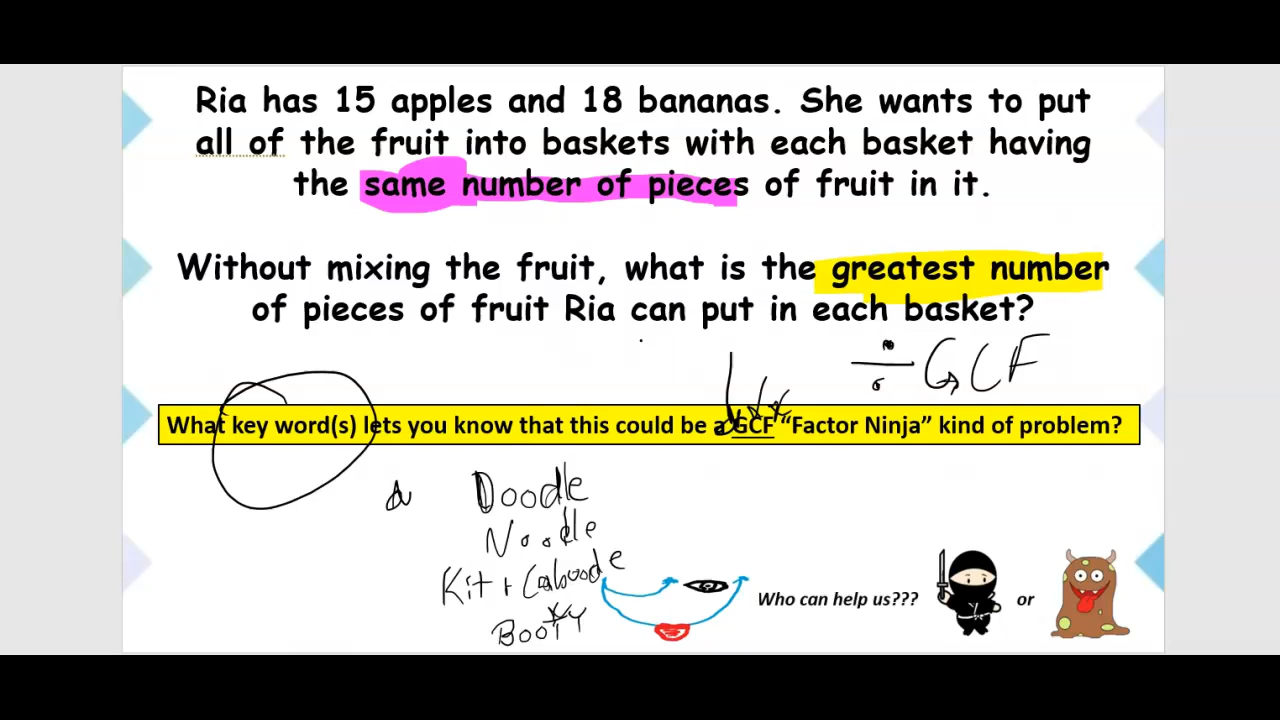 Ria has 15 apples and 18 bananas. She wants to put
all of the fruit into baskets with each basket having
the same number of pieces of fruit in it.
Without mixing the fruit, what is the greatest number
of pieces of fruit Ria can put in each basket?
÷ GCF
What key word(s) lets you know that this could be a GCF “Factor Ninja” kind of problem?
Doodle
Noodle
Kit + Caboodle
BOOTY
Who can help us??? or